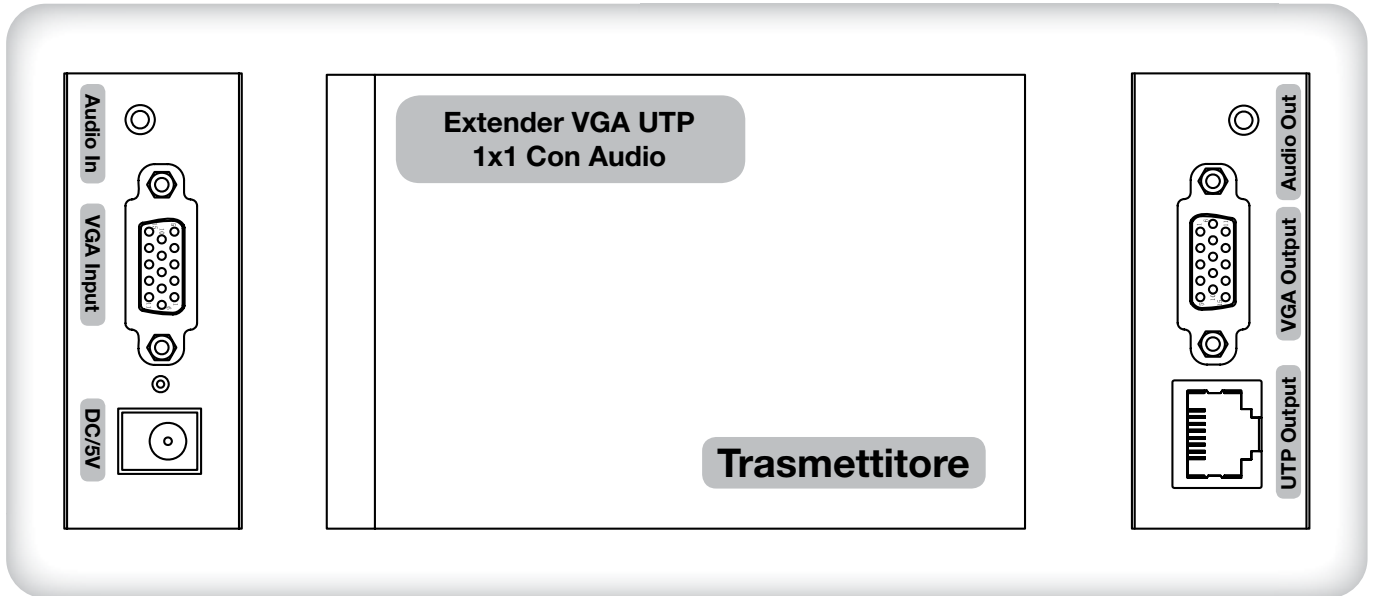 Audio In
VGA Input
DC/5V
Extender VGA UTP
1x1 Con Audio
Trasmettitore
Audio Out
VGA Output
UTP Output